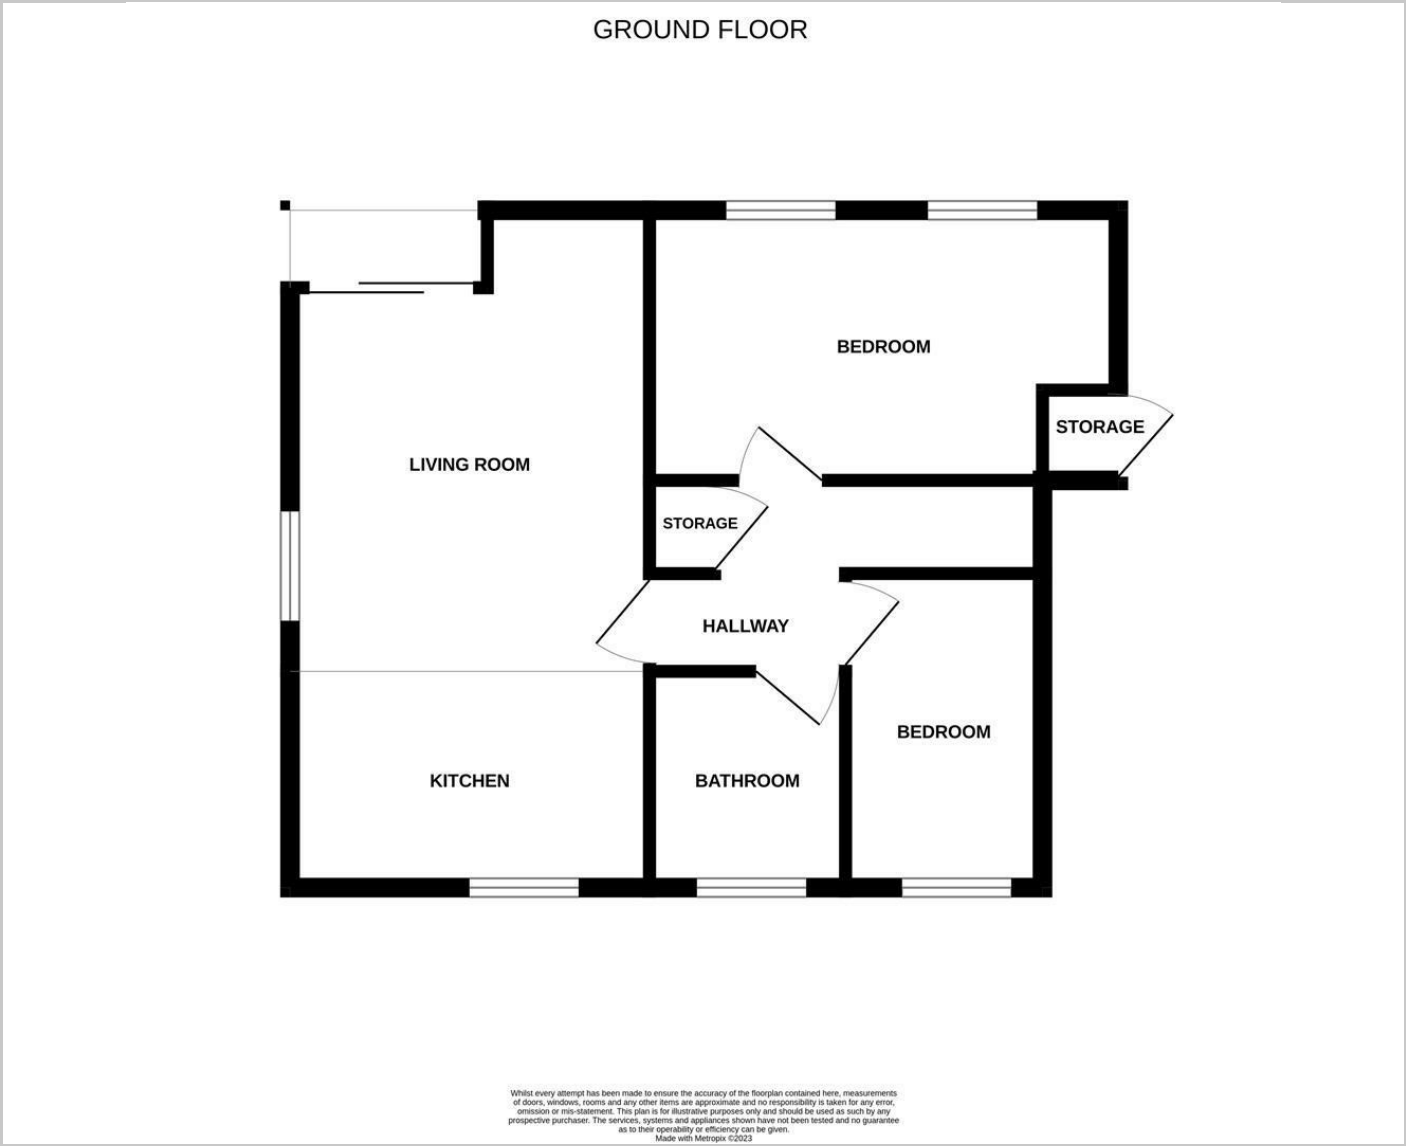 GROUND FLOOR
BEDROOM
STORAGE
LIVING ROOM
STORAGE
HALLWAY
BEDROOM
KITCHEN
BATHROOM
Whilst every attempt has been made to ensure the accuracy of the floorplan contained here, measurements
of doors, windows, rooms and any other items are approximate and no responsibility is taken for any error,
omission or mis-statement. This plan is for illustrative purposes only and should be used as such by any
prospective purchaser. The services, systems and appliances shown have not been tested and no guarantee
as to their operability or efficiency can be given.
Made with Metropix ©2023